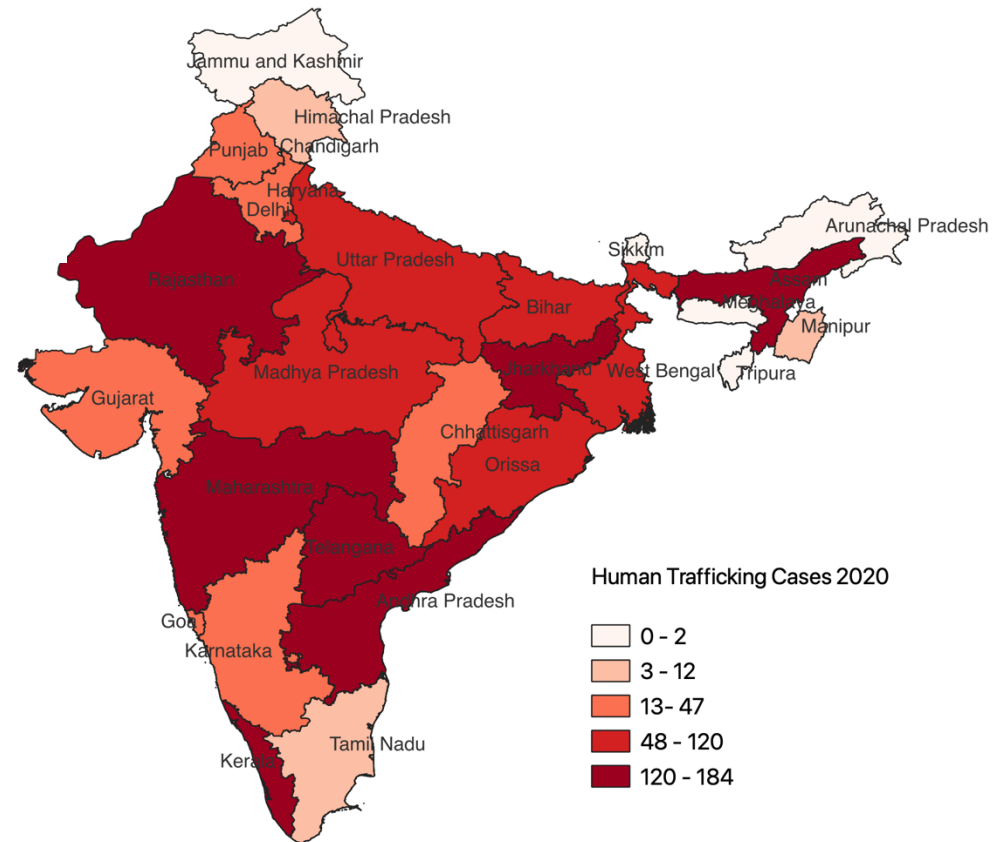 Jammu and Kashmir
Himachal Pradesh
Chandigarh
Punjab
Haryana
Delhi
Arunachal Pradesh
Sikkim
Uttar Pradesh
Assam
Rajasthan
Meghalaya
Bihar
Manipur
Madhya Pradesh
Jharkhand
West Bengal
Tripura
Gujarat
Chhattisgarh
Orissa
Maharashtra
Telangana
Andhra Pradesh
Goa
Karnataka
Tamil Nadu
Kerala
Human Trafficking Cases 2020
0 - 2
3 - 12
13- 47
48 - 120
120 - 184